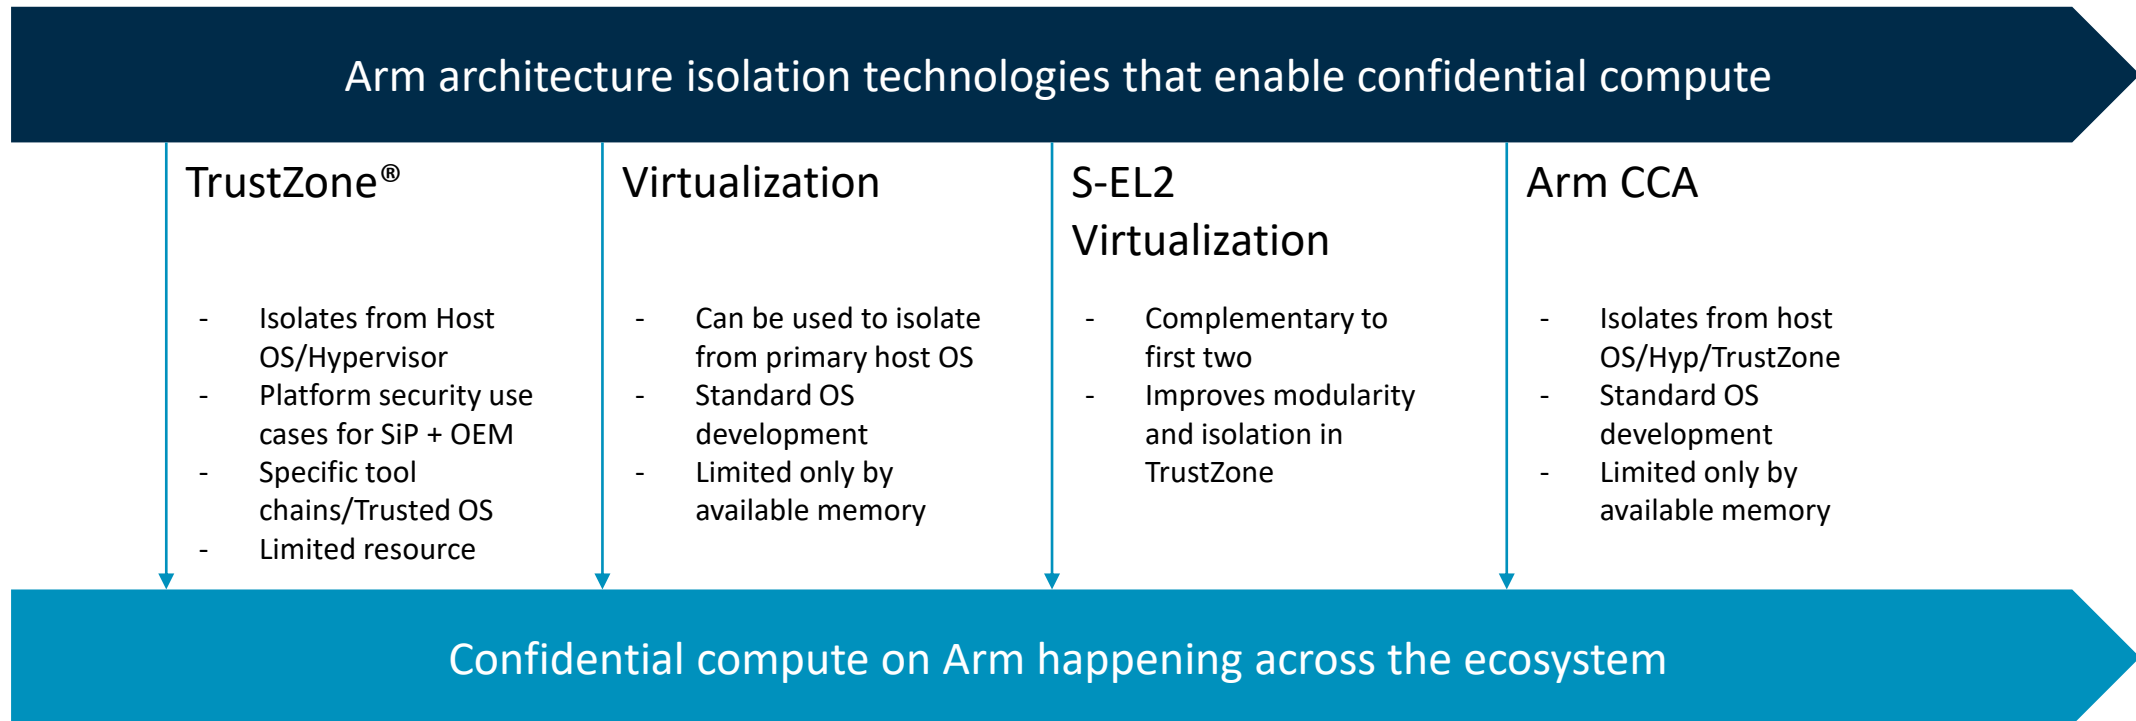 Arm architecture isolation technologies that enable confidential compute
TrustZone®
- Isolates from Host
OS/Hypervisor
- Platform security use
cases for SiP + OEM
- Specific tool
chains/Trusted OS
- Limited resource
Virtualization
- Can be used to isolate
from primary host OS
- Standard OS
development
- Limited only by
available memory
S-EL2
Virtualization
- Complementary to
first two
- Improves modularity
and isolation in
TrustZone
Arm CCA
- Isolates from host
OS/Hyp/TrustZone
- Standard OS
development
- Limited only by
available memory
Confidential compute on Arm happening across the ecosystem